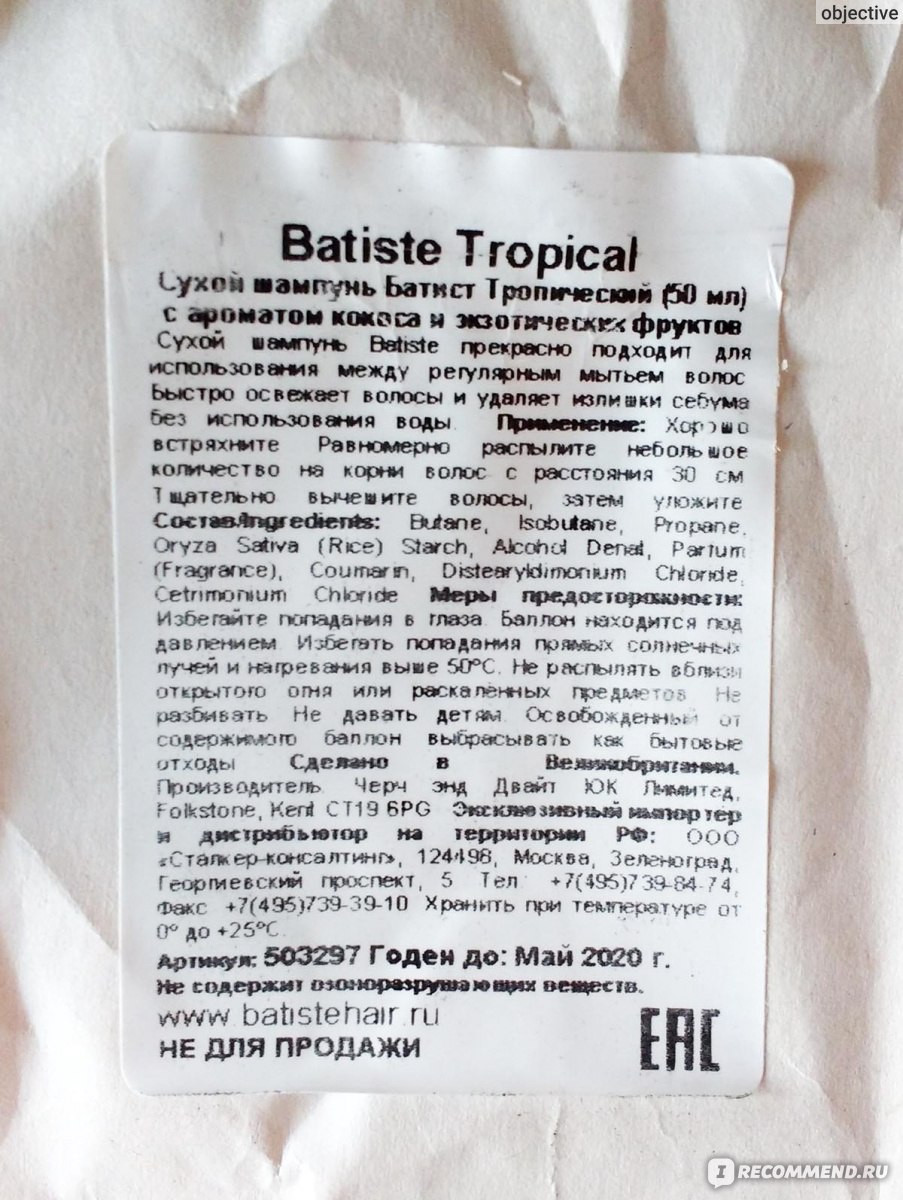 objective
Batiste Tropical
Сухой шампунь Батист Тропический (50 мл)
с ароматом кокоса и экзотических фруктов
Сухой шампунь Batiste прекрасно подходит для
использования между регулярным мытьем волос
Быстро освежает волосы и удаляет излишки себума
без использования воды. Применение: Хорошо
встряхните Равномерно распылите небольшое
количество на корни волос с расстояния 30 см
Тщательно вычешите волосы, затем уложите
Состав/Ingredients: Butane, Isobutane, Propane,
Oryza Sativa (Rice) Starch, Alcohol Denat, Parfum
(Fragrance), Coumarin, Distearyldimonium Chloride,
Cetrimonium Chloride Меры предосторожности:
Избегайте попадания в глаза. Баллон находится под
давлением. Избегать попадания прямых солнечных
лучей и нагревания выше 50°C. Не распылять вблизи
открытого огня или раскаленных предметов. Не
разбивать. Не давать детям. Освобожденный от
содержимого баллон выбрасывать как бытовые
отходы Сделано в Великобритании.
Производитель: Черч энд Двайт ЮК Лимитед,
Folkstone, Kent CT19 6PG Эксклюзивный импортер
и дистрибьютор на территории РФ: ООО
«Сталкер-консалтинг», 124498, Москва, Зеленоград,
Георгиевский проспект, 5 Тел: +7(495)739-84-74,
Факс +7(495)739-39-10 Хранить при температуре от
0° до +25°C
Артикул: 503297 Годен до: Май 2020 г.
Не содержит озоноразрушающих веществ.
www.batistehair.ru
НЕ ДЛЯ ПРОДАЖИ EAC
I RECOMMEND.RU